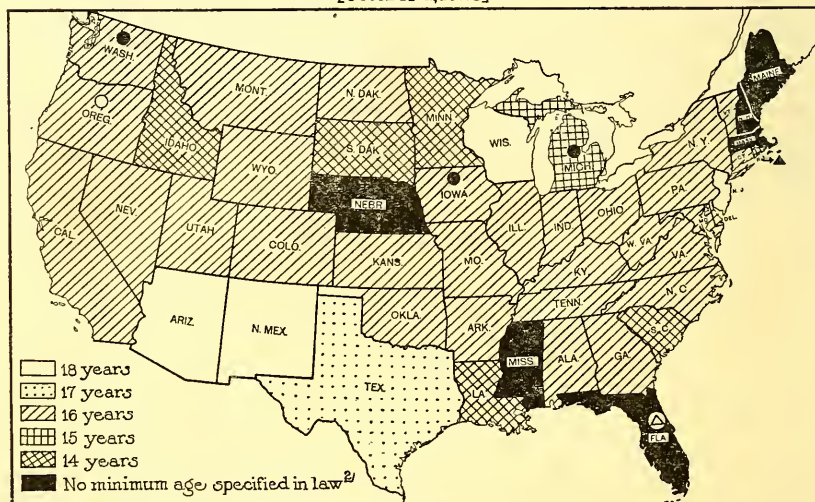 WASH.
MONT.
N. DAK.
MINN
MAINE
OREG.
IDAHO
S. DAK
WIS.
MICH
N. Y.
WYO.
IOWA
PA.
N. J.
NEBR
NEV.
UTAH
COLO.
ILL.
IND.
OHIO
W. VA.
DEL.
CAL.
KANS.
MO.
KY.
VA.
ARIZ.
N. MEX.
OKLA.
ARK.
TENN.
N. C
S. C.
MISS.
ALA.
GA.
TEX.
LA.
FLA
18 years
17 years
16 years
15 years
14 years
No minimum age specified in law 2)